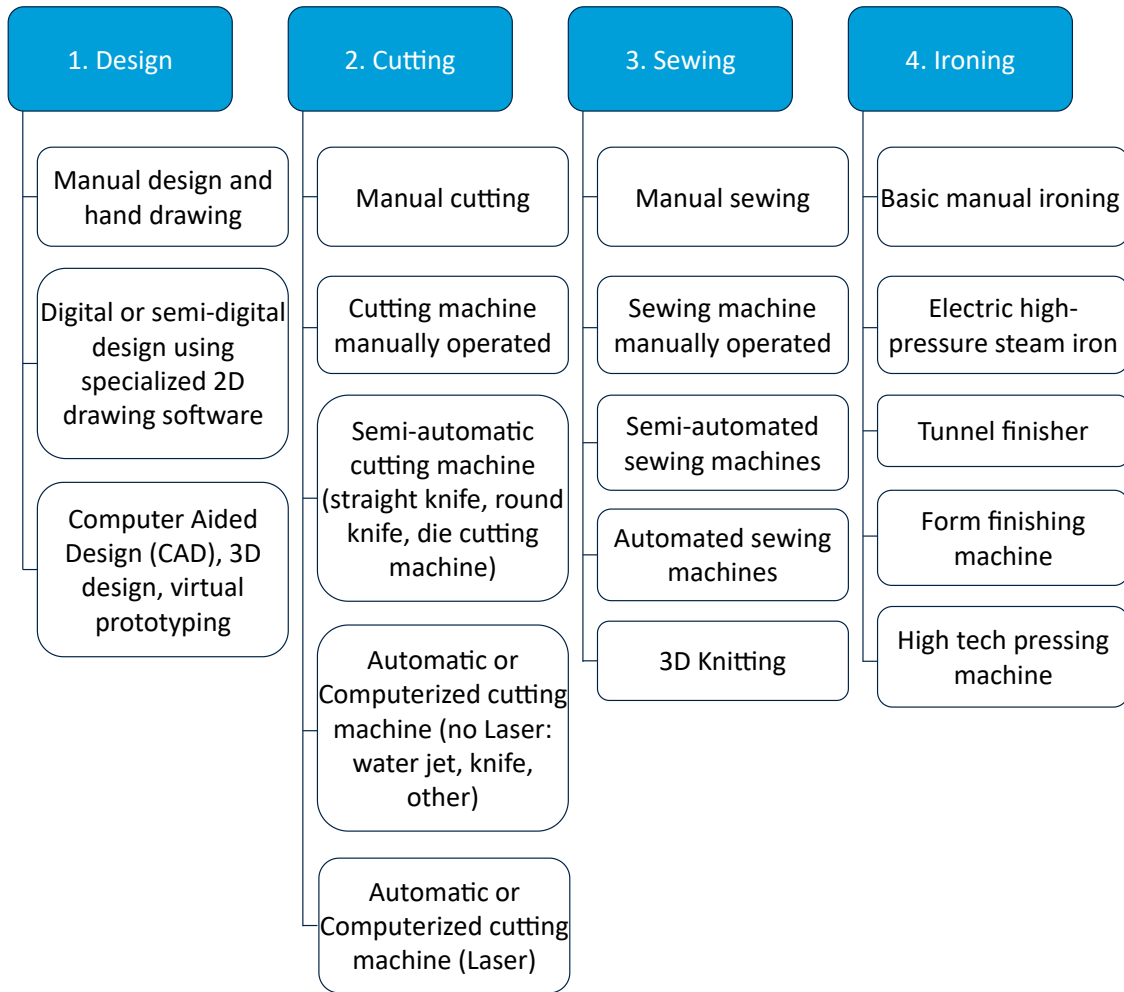 1. Design
Manual design and
hand drawing
Digital or semi-digital
design using
specialized 2D
drawing software
Computer Aided
Design (CAD), 3D
design, virtual
prototyping
2. Cutting
Manual cutting
Cutting machine
manually operated
Semi-automatic
cutting machine
(straight knife, round
knife, die cutting
machine)
Automatic or
Computerized cutting
machine (no Laser:
water jet, knife,
other)
Automatic or
Computerized cutting
machine (Laser)
3. Sewing
Manual sewing
Sewing machine
manually operated
Semi-automated
sewing machines
Automated sewing
machines
3D Knitting
4. Ironing
Basic manual ironing
Electric high-
pressure steam iron
Tunnel finisher
Form finishing
machine
High tech pressing
machine